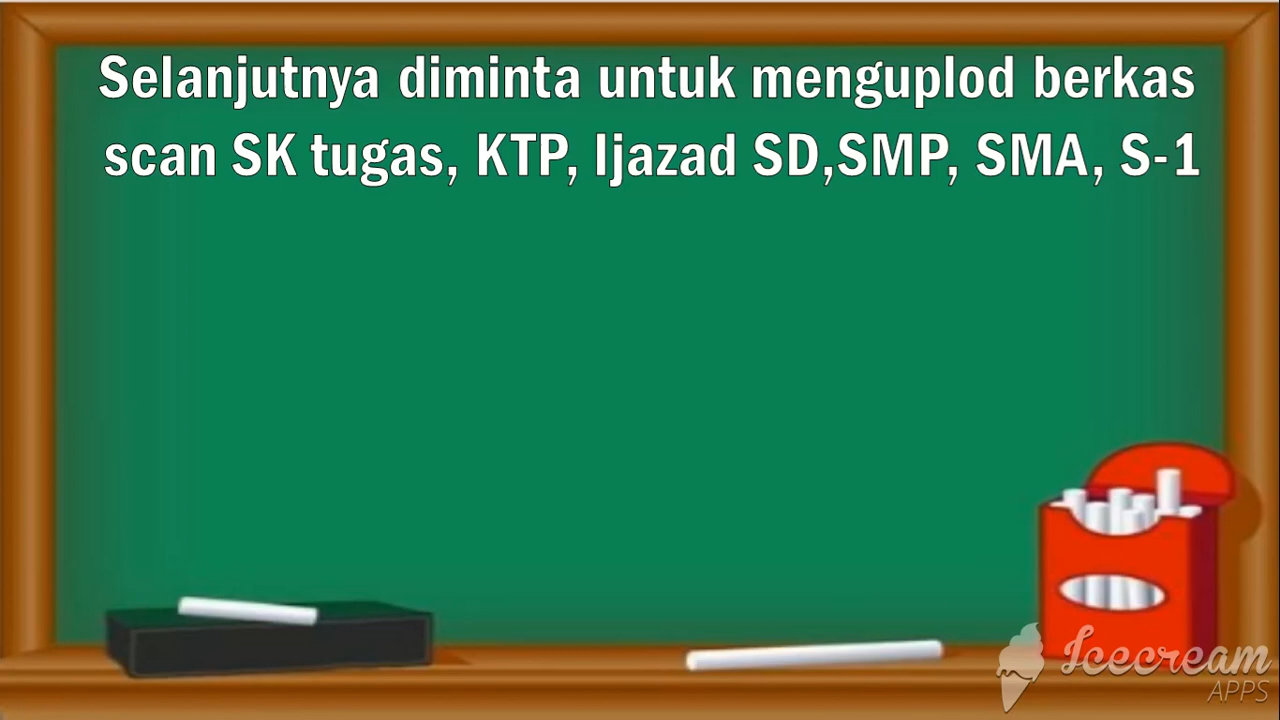 Selanjutnya diminta untuk menguplod berkas
scan SK tugas, KTP, Ijazad SD,SMP, SMA, S-1
Icecream
APPS